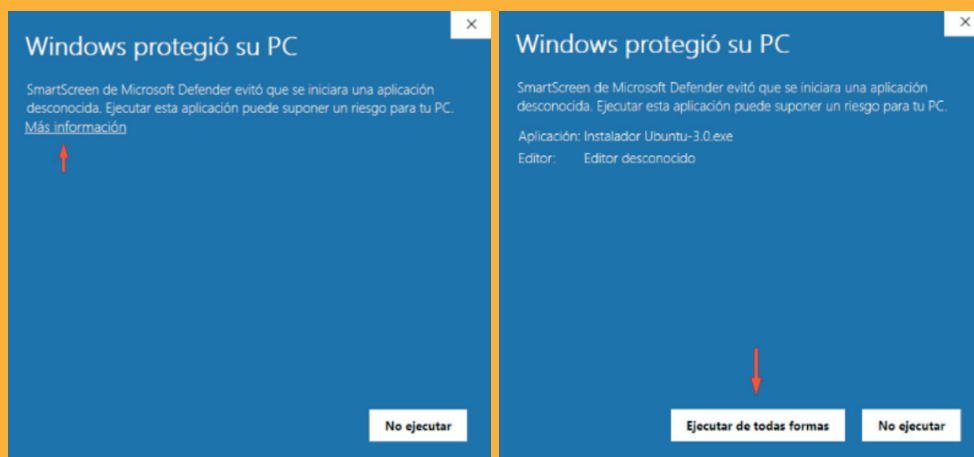 Windows protegió su PC
SmartScreen de Microsoft Defender evitó que se iniciara una aplicación
desconocida. Ejecutar esta aplicación puede suponer un riesgo para tu PC.
Más información
No ejecutar
Windows protegió su PC
SmartScreen de Microsoft Defender evitó que se iniciara una aplicación
desconocida. Ejecutar esta aplicación puede suponer un riesgo para tu PC.
Aplicación: Instalador Ubuntu-3.0.exe
Editor: Editor desconocido
Ejecutar de todas formas
No ejecutar